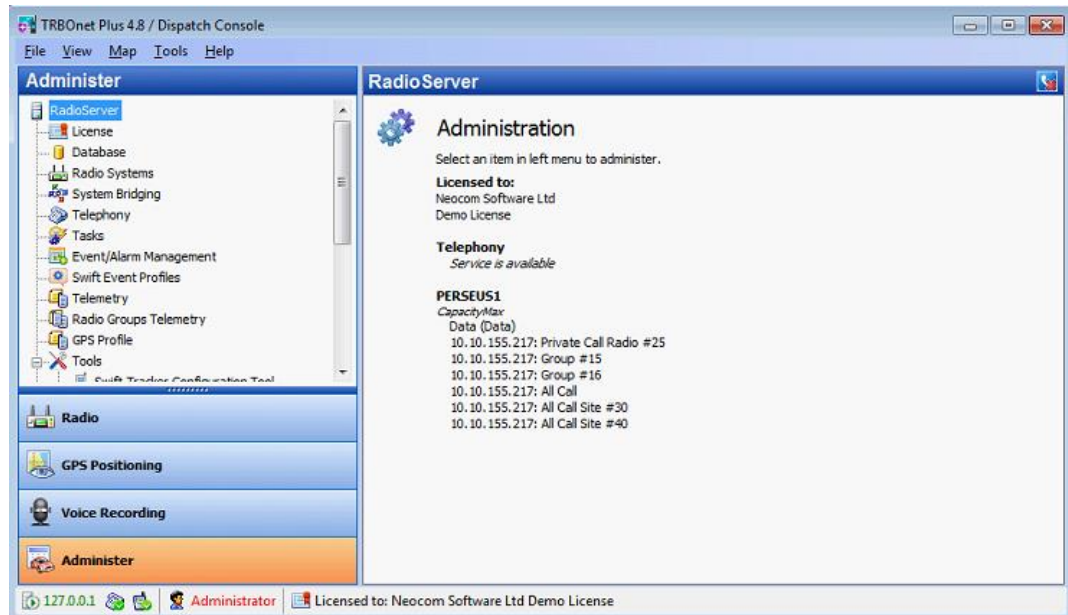 TRBOnet Plus 4.8 / Dispatch Console
File View Map Tools Help
Administer
RadioServer
License
Database
Radio Systems
System Bridging
Telephony
Tasks
Event/Alarm Management
Swift Event Profiles
Telemetry
Radio Groups Telemetry
GPS Profile
Tools
Swift Tracker Configuration Tool
Radio
GPS Positioning
Voice Recording
Administer
RadioServer
Administration
Select an item in left menu to administer.
Licensed to:
Neocom Software Ltd
Demo License
Telephony
Service is available
PERSEUS1
CapacityMax
Data (Data)
10.10.155.217: Private Call Radio #25
10.10.155.217: Group #15
10.10.155.217: Group #16
10.10.155.217: All Call
10.10.155.217: All Call Site #30
10.10.155.217: All Call Site #40
127.0.0.1 Administrator Licensed to: Neocom Software Ltd Demo License